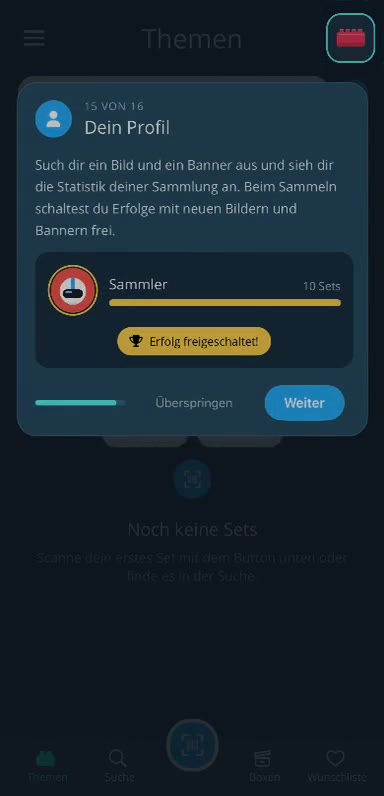 Themen
15 VON 16
Dein Profil
Such dir ein Bild und ein Banner aus und sieh dir
die Statistik deiner Sammlung an. Beim Sammeln
schaltest du Erfolge mit neuen Bildern und
Bannern frei.
Sammler
10 Sets
Erfolg freigeschaltet!
Überspringen
Weiter
Noch keine Sets
Scanne dein erstes Set mit dem Button unten oder
finde es in der Suche.
Themen
Suche
Boxen
Wunschliste